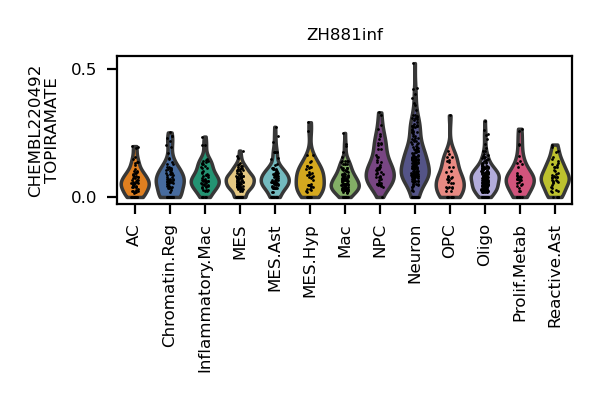 ZH881inf
CHEMBL220492
TOPIRAMATE
0.5
0.0
AC
Chromatin.Reg
Inflammatory.Mac
MES
MES.Ast
MES.Hyp
Mac
NPC
Neuron
OPC
Oligo
Prolif.Metab
Reactive.Ast